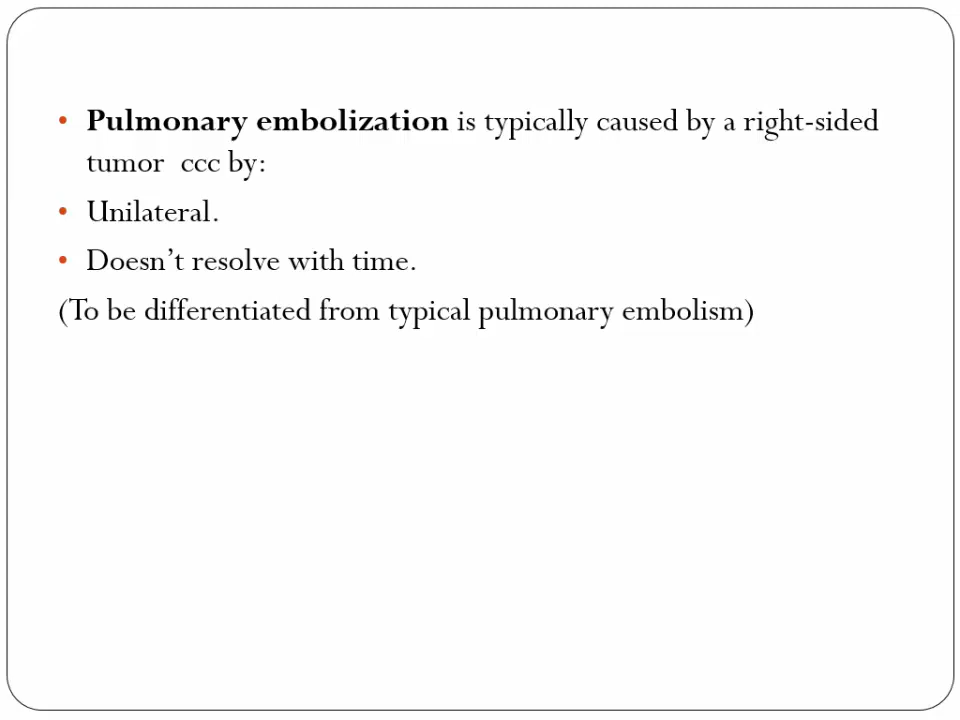 • Pulmonary embolization is typically caused by a right-sided
tumor  ccc by:
• Unilateral.
• Doesn’t resolve with time.
(To be differentiated from typical pulmonary embolism)